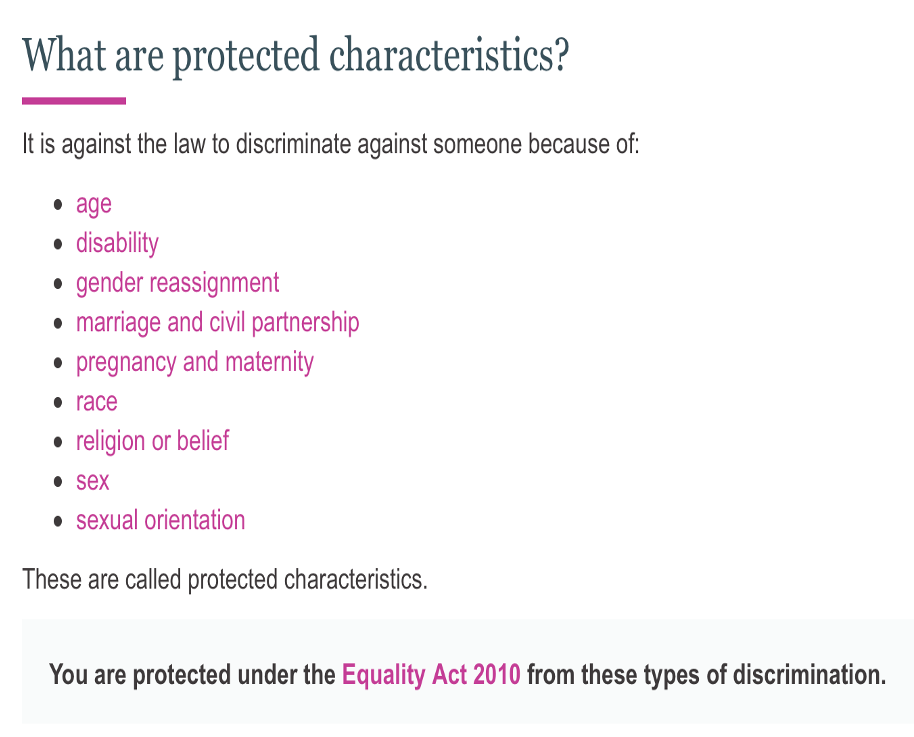 What are protected characteristics?
It is against the law to discriminate against someone because of:
age
disability
gender reassignment
marriage and civil partnership
pregnancy and maternity
race
religion or belief
sex
sexual orientation
These are called protected characteristics.
You are protected under the Equality Act 2010 from these types of discrimination.